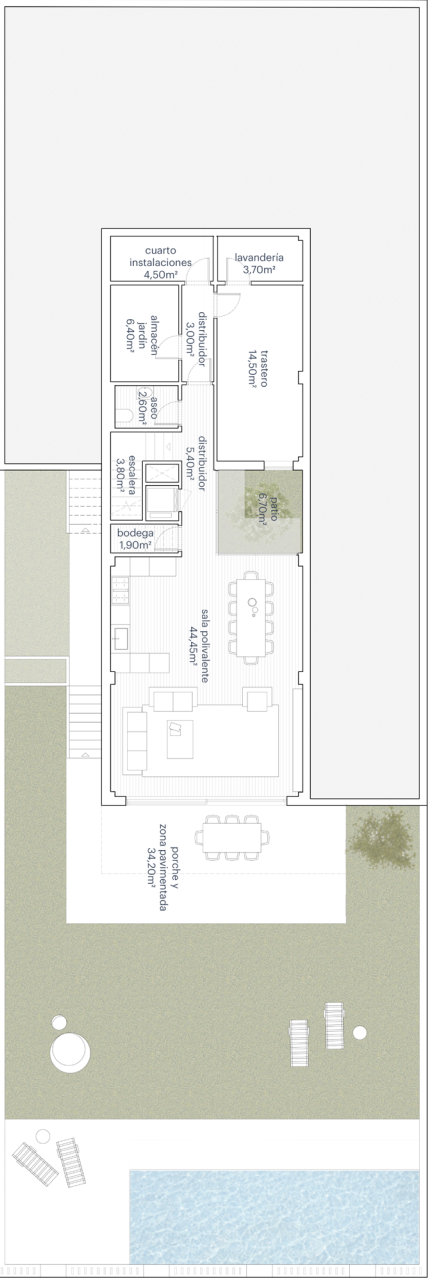 cuarto
instalaciones
4,50m²
lavandería
3,70m²
almacén
jardín
6,40m²
distribuidor
3,00m²
trastero
14,50m²
aseo
2,60m²
distribuidor
5,40m²
escalera
3,80m²
patio
6,70m²
bodega
1,90m²
sala polivalente
44,45m²
porche y
zona pavimentada
34,20m²